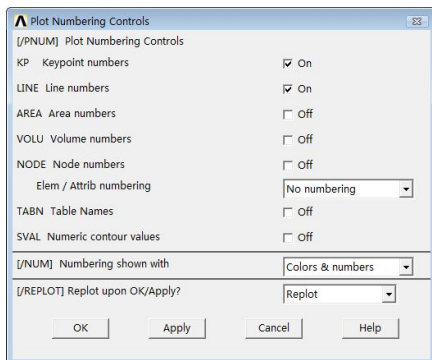 Plot Numbering Controls
[/PNUM] Plot Numbering Controls
KP Keypoint numbers On
LINE Line numbers On
AREA Area numbers Off
VOLU Volume numbers Off
NODE Node numbers Off
Elem / Attrib numbering No numbering
TABN Table Names Off
SVAL Numeric contour values Off
[/NUM] Numbering shown with Colors & numbers
[/REPLOT] Replot upon OK/Apply? Replot
OK Apply Cancel Help